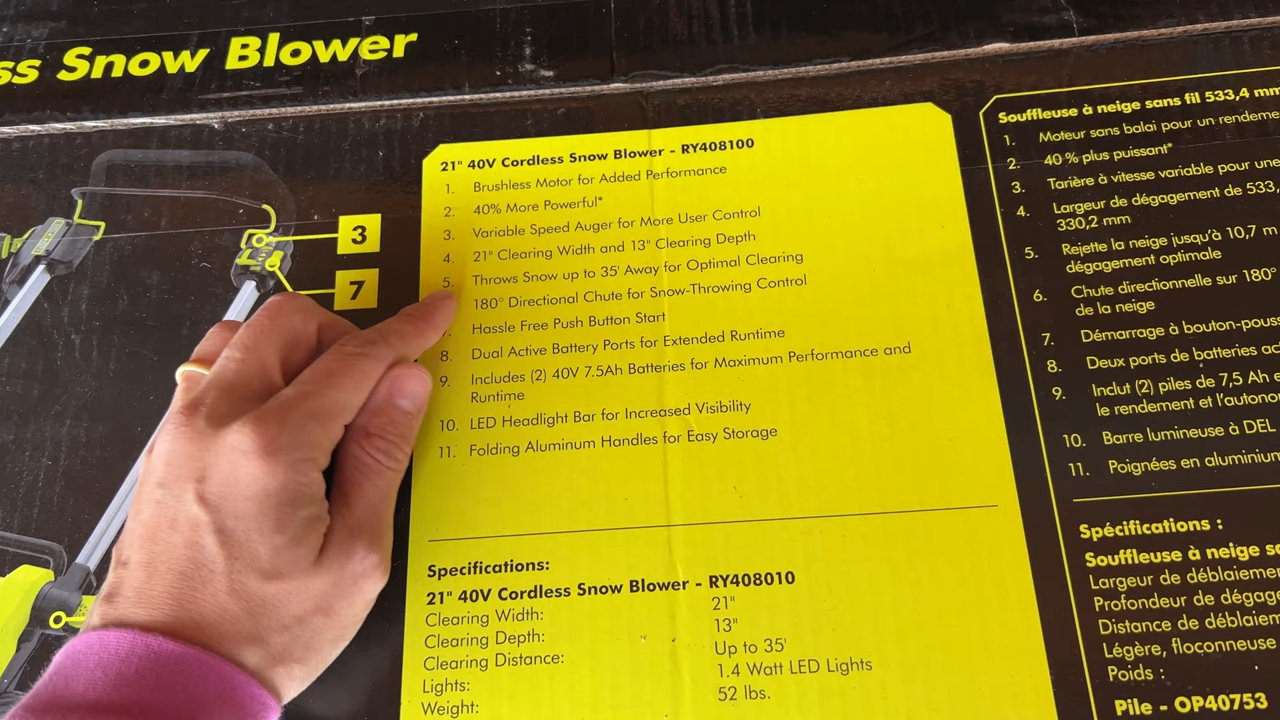 ss Snow Blower
3
7
21" 40V Cordless Snow Blower - RY408100
1. Brushless Motor for Added Performance
2. 40% More Powerful*
3. Variable Speed Auger for More User Control
4. 21" Clearing Width and 13" Clearing Depth
5. Throws Snow up to 35' Away for Optimal Clearing
180° Directional Chute for Snow-Throwing Control
Hassle Free Push Button Start
8. Dual Active Battery Ports for Extended Runtime
9. Includes (2) 40V 7.5Ah Batteries for Maximum Performance and
Runtime
10. LED Headlight Bar for Increased Visibility
11. Folding Aluminum Handles for Easy Storage
Specifications:
21" 40V Cordless Snow Blower - RY408010
Clearing Width: 21"
Clearing Depth: 13"
Clearing Distance: Up to 35'
Lights: 1.4 Watt LED Lights
Weight: 52 lbs.
Souffleuse à neige sans fil 533,4 mm
1. Moteur sans balai pour un rendeme
2. 40 % plus puissant*
3. Tarière à vitesse variable pour une
4. Largeur de dégagement de 533,
330,2 mm
5. Rejette la neige jusqu'à 10,7 m
dégagement optimale
6. Chute directionnelle sur 180°
de la neige
7. Démarrage à bouton-pouss
8. Deux ports de batteries ac
9. Inclut (2) piles de 7,5 Ah e
le rendement et l'autono
10. Barre lumineuse à DEL
11. Poignées en aluminium
Spécifications :
Souffleuse à neige sa
Largeur de déblaieme
Profondeur de dégage
Distance de déblaiem
Légère, floconneuse
Poids :
Pile - OP40753